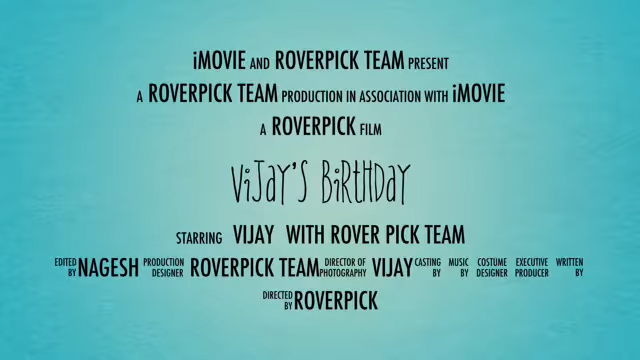 iMOVIE AND ROVERPICK TEAM PRESENT
A ROVERPICK TEAM PRODUCTION IN ASSOCIATION WITH iMOVIE
A ROVERPICK FILM
ViJaY'S BiRtHDaY
STARRING VIJAY WITH ROVER PICK TEAM
EDITED BY NAGESH PRODUCTION DESIGNER ROVERPICK TEAM DIRECTOR OF PHOTOGRAPHY VIJAY CASTING BY MUSIC BY COSTUME DESIGNER EXECUTIVE PRODUCER WRITTEN BY
DIRECTED BY ROVERPICK